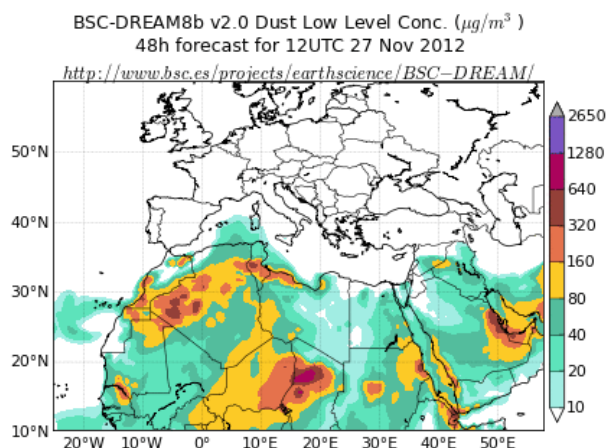 BSC-DREAM8b v2.0 Dust Low Level Conc. (μg/m³ )
48h forecast for 12UTC 27 Nov 2012
http://www.bsc.es/projects/earthscience/BSC−DREAM/
2650
1280
640
320
160
80
40
20
10
50°N
40°N
30°N
20°N
10°N
20°W 10°W 0° 10°E 20°E 30°E 40°E 50°E